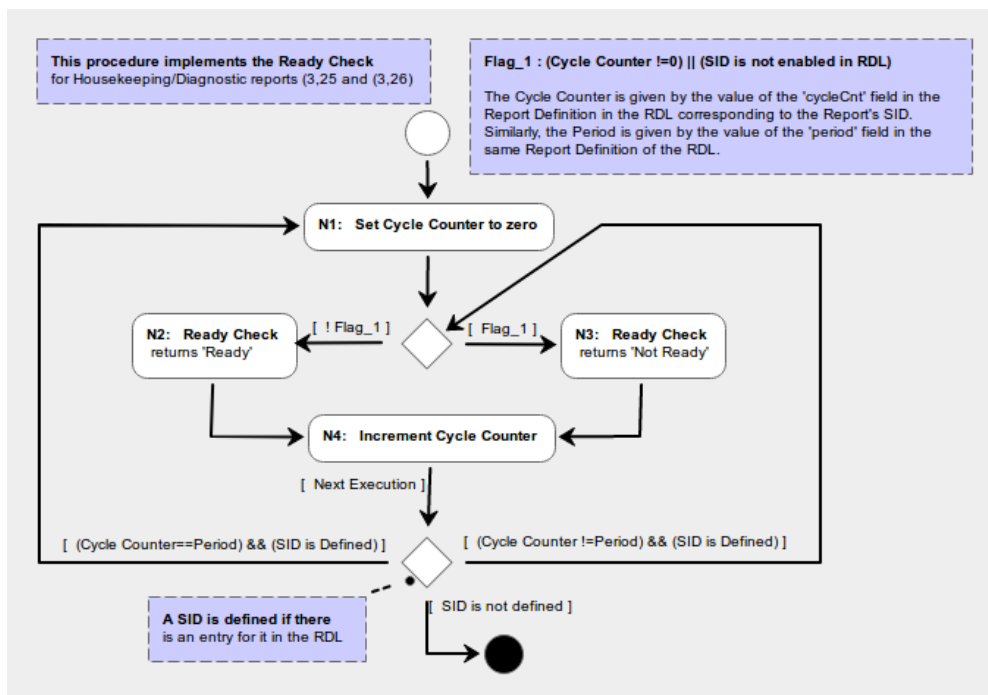 This procedure implements the Ready Check
for Housekeeping/Diagnostic reports (3,25 and (3,26)
Flag_1 : (Cycle Counter !=0) || (SID is not enabled in RDL)
The Cycle Counter is given by the value of the 'cycleCnt' field in the
Report Definition in the RDL corresponding to the Report's SID.
Similarly, the Period is given by the value of the 'period' field in the
same Report Definition of the RDL.
N1: Set Cycle Counter to zero
[ ! Flag_1 ]
[ Flag_1 ]
N2: Ready Check
returns 'Ready'
N3: Ready Check
returns 'Not Ready'
N4: Increment Cycle Counter
[ Next Execution ]
[ (Cycle Counter==Period) && (SID is Defined) ]
[ (Cycle Counter !=Period) && (SID is Defined) ]
A SID is defined if there
is an entry for it in the RDL
[ SID is not defined ]